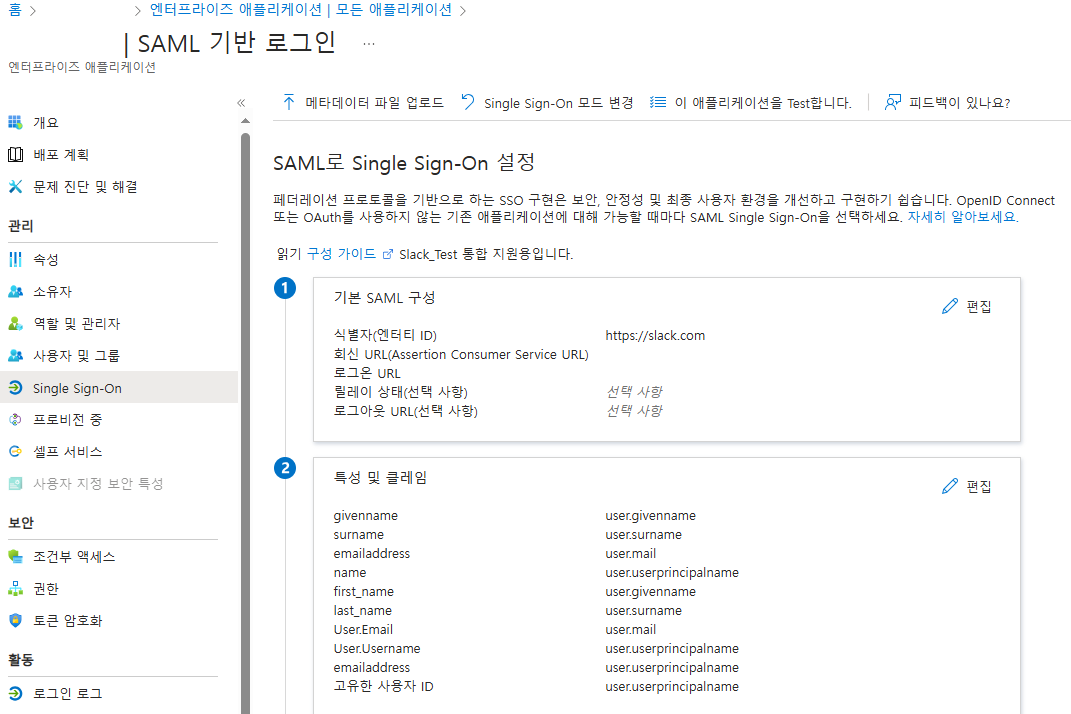 홈 > > 엔터프라이즈 애플리케이션 | 모든 애플리케이션 >
| SAML 기반 로그인 ...
엔터프라이즈 애플리케이션
«
개요
배포 계획
문제 진단 및 해결
관리
속성
소유자
역할 및 관리자
사용자 및 그룹
Single Sign-On
프로비전 중
셀프 서비스
사용자 지정 보안 특성
보안
조건부 액세스
권한
토큰 암호화
활동
로그인 로그
메타데이터 파일 업로드 Single Sign-On 모드 변경 이 애플리케이션을 Test합니다. 피드백이 있나요?
SAML로 Single Sign-On 설정
페더레이션 프로토콜을 기반으로 하는 SSO 구현은 보안, 안정성 및 최종 사용자 환경을 개선하고 구현하기 쉽습니다. OpenID Connect
또는 OAuth를 사용하지 않는 기존 애플리케이션에 대해 가능할 때마다 SAML Single Sign-On을 선택하세요. 자세히 알아보세요.
읽기 구성 가이드 Slack_Test 통합 지원용입니다.
1
기본 SAML 구성
편집
식별자(엔터티 ID) https://slack.com
회신 URL(Assertion Consumer Service URL)
로그온 URL
릴레이 상태(선택 사항) 선택 사항
로그아웃 URL(선택 사항) 선택 사항
2
특성 및 클레임
편집
givenname user.givenname
surname user.surname
emailaddress user.mail
name user.userprincipalname
first_name user.givenname
last_name user.surname
User.Email user.mail
User.Username user.userprincipalname
emailaddress user.userprincipalname
고유한 사용자 ID user.userprincipalname